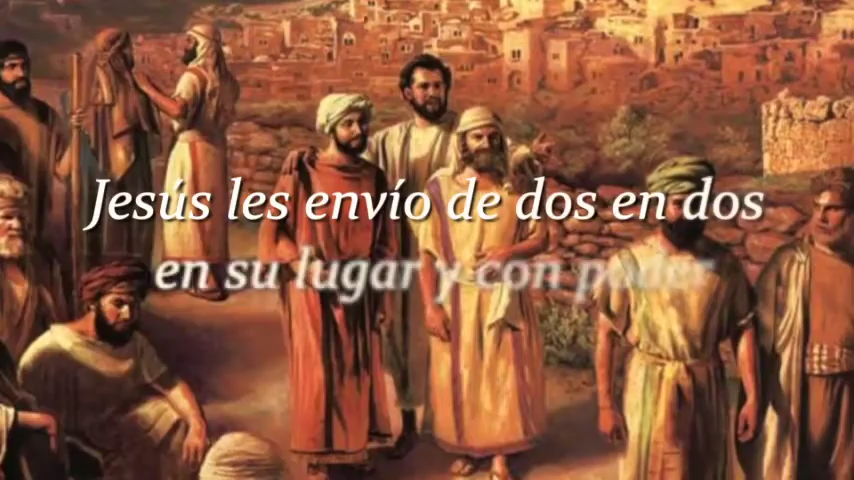 Jesús les envío de dos en dos
en su lugar y con poder